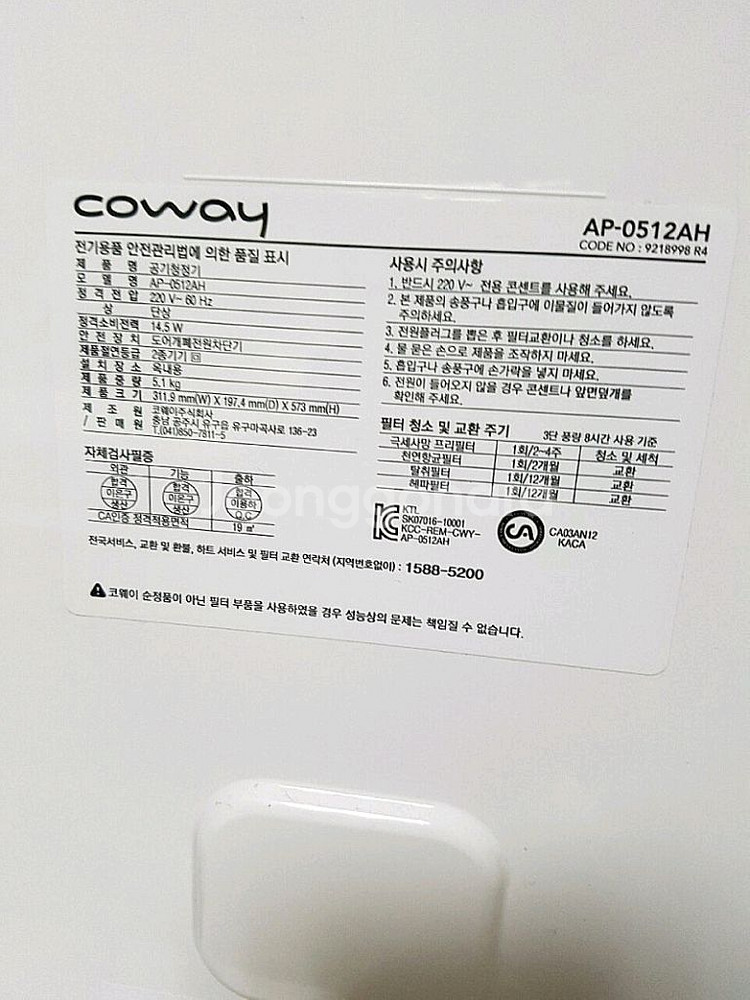 coway
AP-0512AH
CODE NO : 9218998 R4
전기용품 안전관리법에 의한 품질 표시
제 품 명 공기청정기
모 델 명 AP-0512AH
정 격 전 압 220 V~ 60 Hz
상 단상
정격소비전력 14.5 W
안 전 장 치 도어개폐전원차단기
제품절연등급 2종기기
설 치 장 소 옥내용
제 품 중 량 5.1 kg
제 품 크 기 311.9 mm(W) X 197.4 mm(D) X 573 mm(H)
제 조 원 코웨이주식회사
/ 판 매 원 충남 공주시 유구읍 유구마곡사로 136-23
T.(041)850-7811~5
사용시 주의사항
1. 반드시 220 V~ 전용 콘센트를 사용해 주세요.
2. 본 제품의 송풍구나 흡입구에 이물질이 들어가지 않도록
주의하세요.
3. 전원플러그를 뽑은 후 필터교환이나 청소를 하세요.
4. 물 묻은 손으로 제품을 조작하지 마세요.
5. 흡입구나 송풍구에 손가락을 넣지 마세요.
6. 전원이 들어오지 않을 경우 콘센트나 앞면덮개를
확인해 주세요.
필터 청소 및 교환 주기 3단 풍량 8시간 사용 기준
극세사망 프리필터 1회/2~4주 청소 및 세척
천연항균필터 1회/2개월 교환
탈취필터 1회/12개월 교환
헤파필터 1회/12개월 교환
자체검사필증
외관 기능 출하
합격 합격 합격
이은구 이은구 이용하
생산 생산 Q.C
CA인증 정격적용면적 19 ㎡
KTL
SK07016-10001
KCC-REM-CWY-
AP-0512AH
CA
CA03AN12
KACA
전국서비스, 교환 및 환불, 하트 서비스 및 필터 교환 연락처 (지역번호없이) : 1588-5200
코웨이 순정품이 아닌 필터 부품을 사용하였을 경우 성능상의 문제는 책임질 수 없습니다.